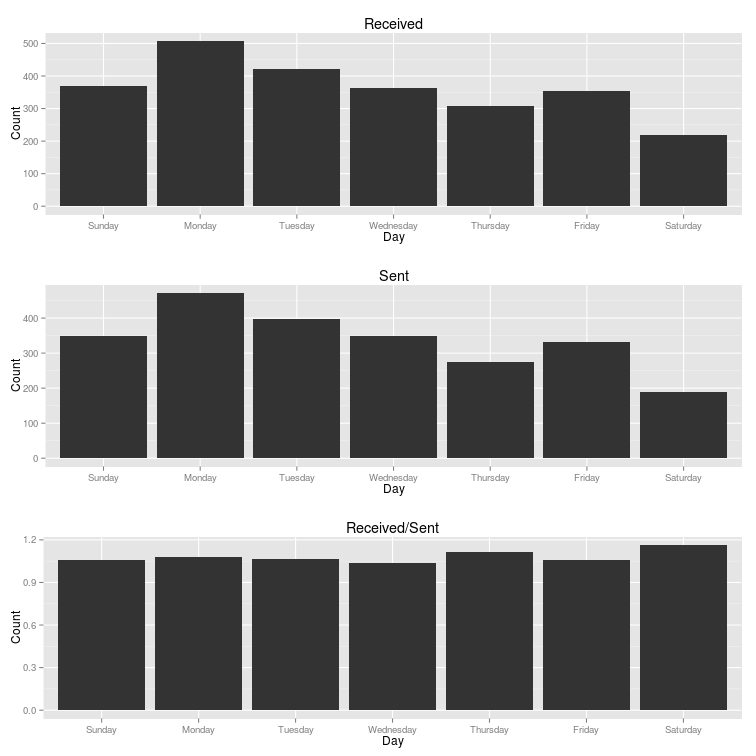 Received
500
400
300
200
100
0
Count
Sunday Monday Tuesday Wednesday Thursday Friday Saturday
Day
Sent
400
300
200
100
0
Count
Sunday Monday Tuesday Wednesday Thursday Friday Saturday
Day
Received/Sent
1.2
0.9
0.6
0.3
0.0
Count
Sunday Monday Tuesday Wednesday Thursday Friday Saturday
Day